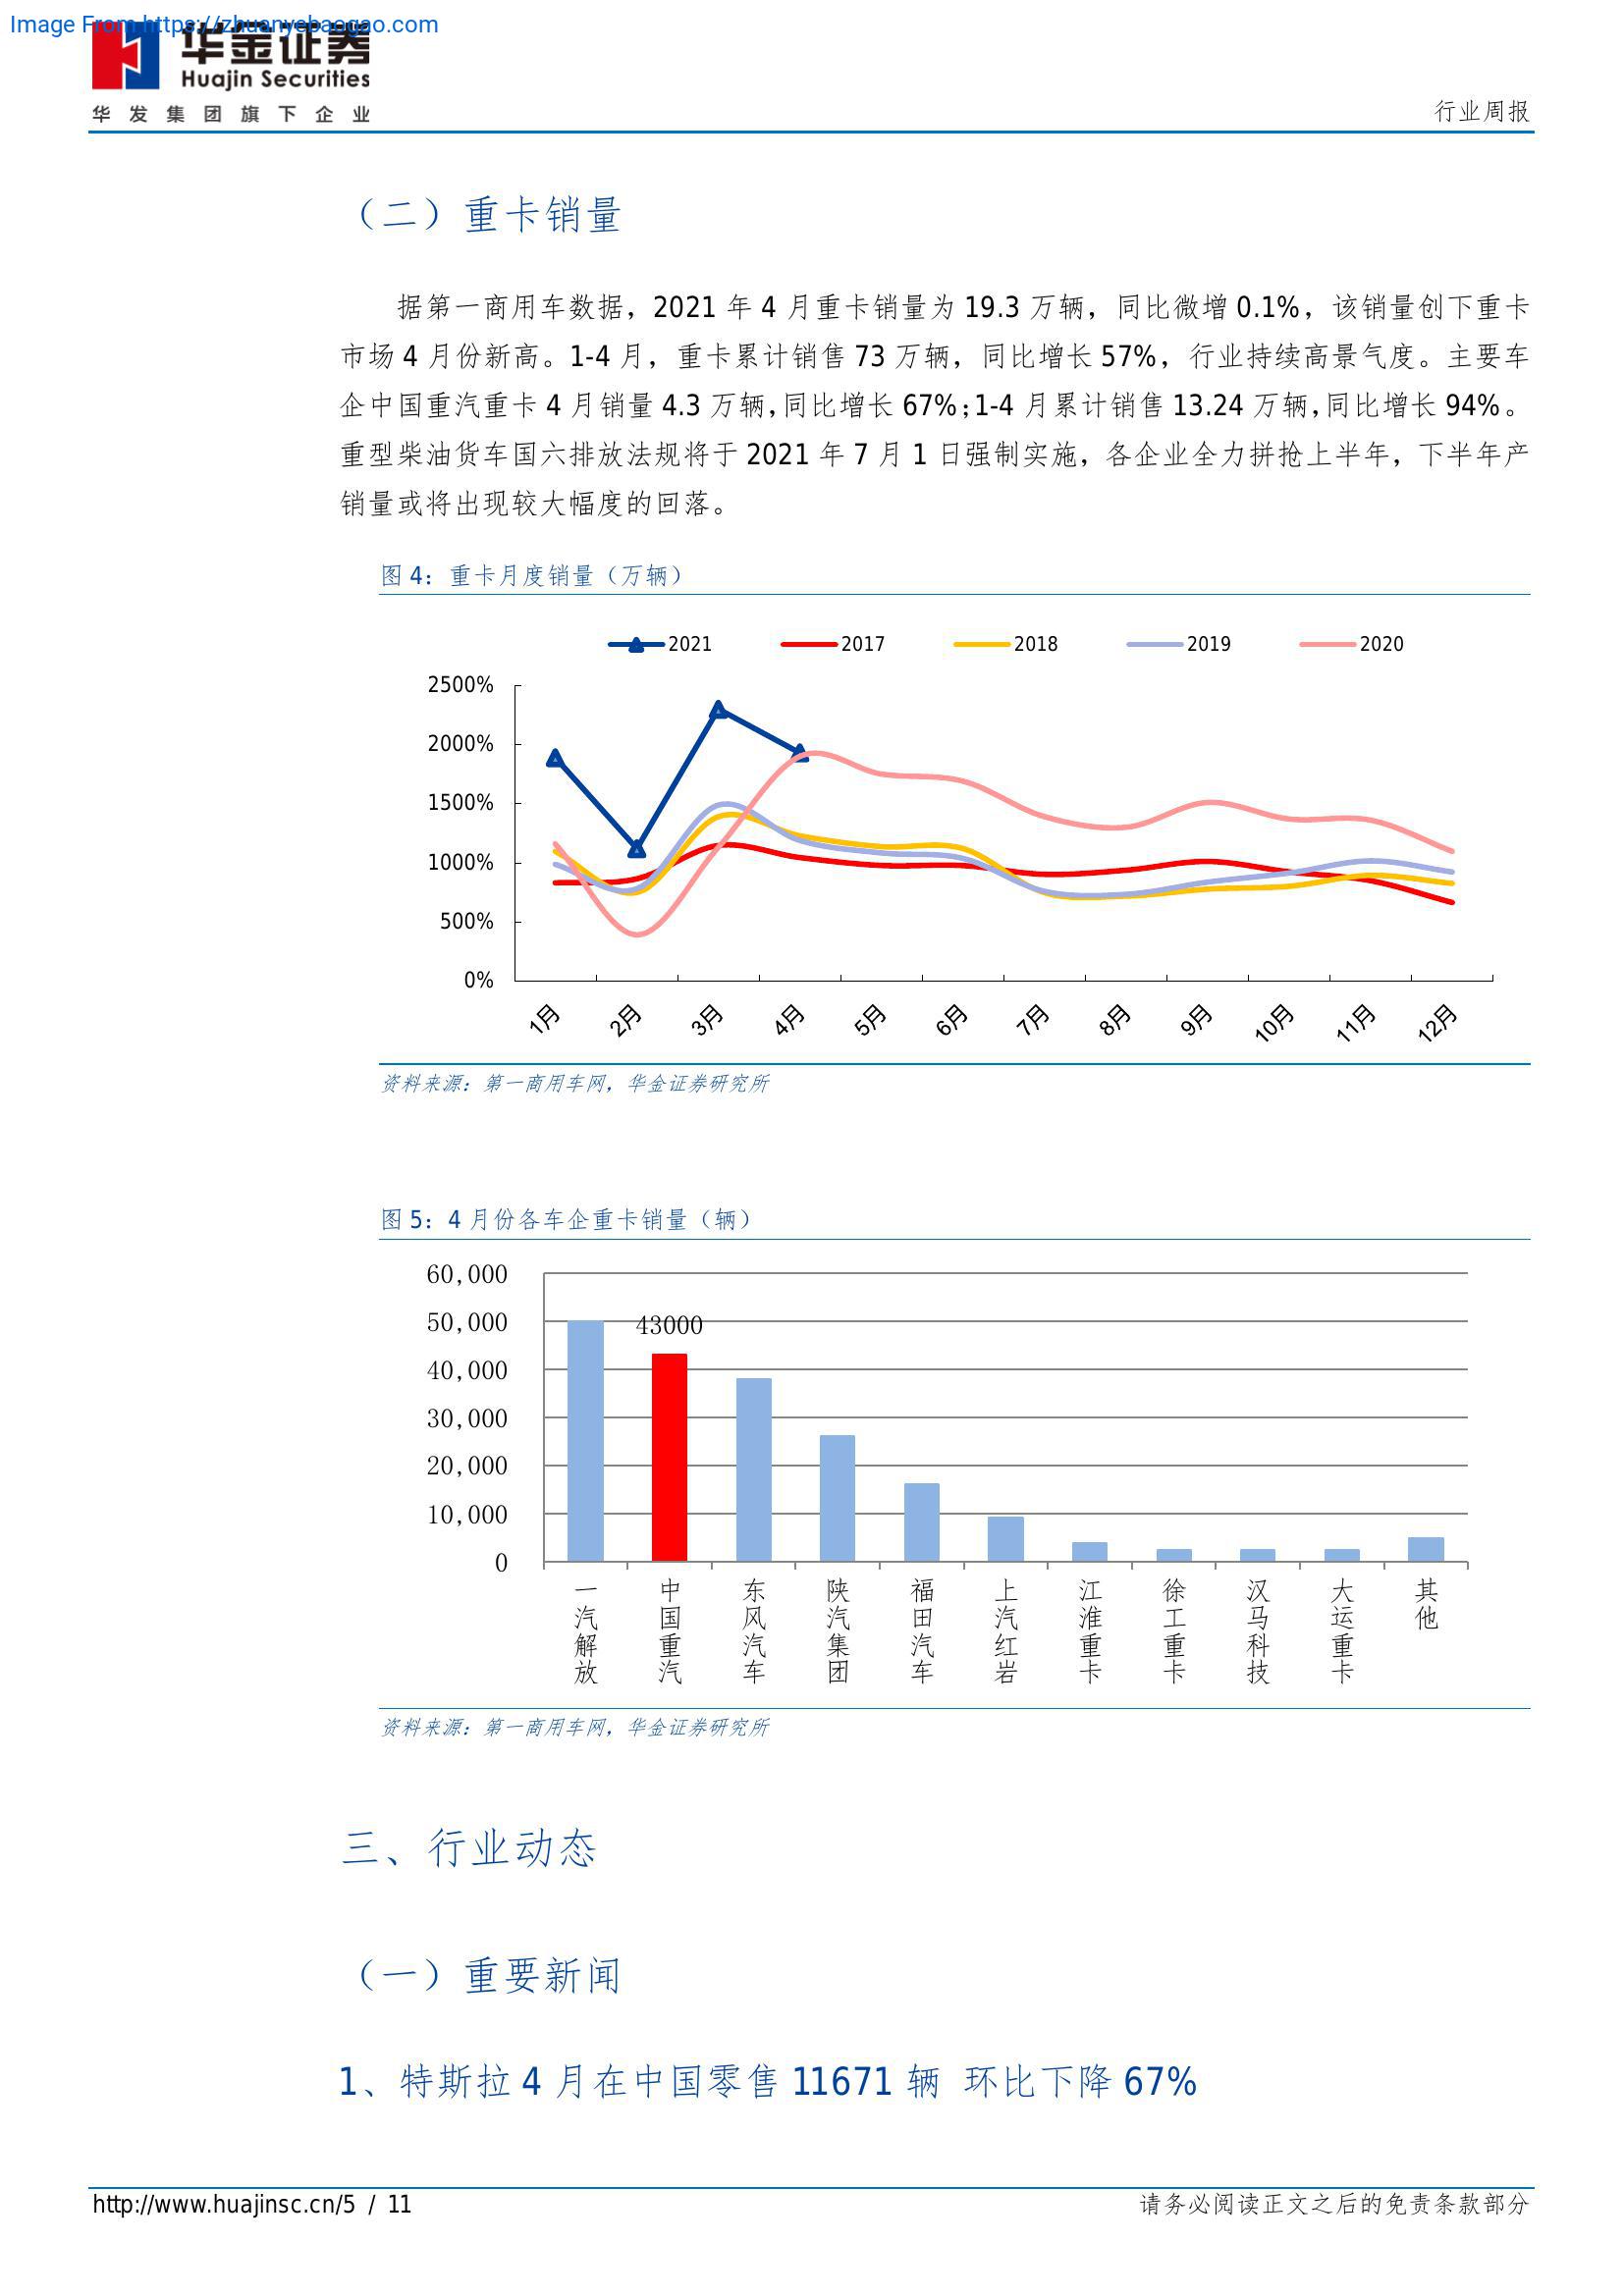 Image From https://zhuanyebaogao.com
华金证券
Huajin Securities
华发集团旗下企业
行业周报
（二）重卡销量
据第一商用车数据，2021 年 4 月重卡销量为 19.3 万辆，同比微增 0.1%，该销量创下重卡
市场 4 月份新高。1-4 月，重卡累计销售 73 万辆，同比增长 57%，行业持续高景气度。主要车
企中国重汽重卡 4 月销量 4.3 万辆，同比增长 67%；1-4 月累计销售 13.24 万辆，同比增长 94%。
重型柴油货车国六排放法规将于 2021 年 7 月 1 日强制实施，各企业全力拼抢上半年，下半年产
销量或将出现较大幅度的回落。
图 4：重卡月度销量（万辆）
2021 2017 2018 2019 2020
2500%
2000%
1500%
1000%
500%
0%
1月 2月 3月 4月 5月 6月 7月 8月 9月 10月 11月 12月
资料来源：第一商用车网，华金证券研究所
图 5：4 月份各车企重卡销量（辆）
60,000
50,000
40,000
30,000
20,000
10,000
0
43000
一汽解放
中国重汽
东风汽车
陕汽集团
福田汽车
上汽红岩
江淮重卡
徐工重卡
汉马科技
大运重卡
其他
资料来源：第一商用车网，华金证券研究所
三、行业动态
（一）重要新闻
1、特斯拉 4 月在中国零售 11671 辆 环比下降 67%
http://www.huajinsc.cn/5 / 11
请务必阅读正文之后的免责条款部分